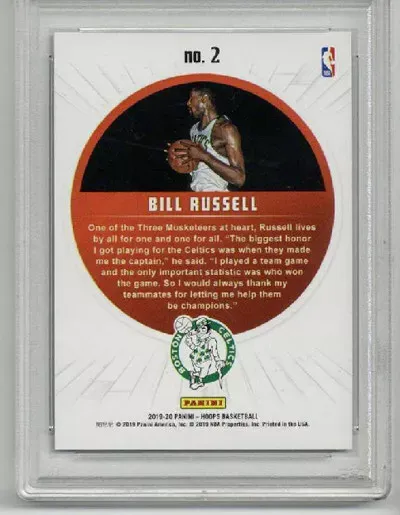 no. 2
BILL RUSSELL
One of the Three Musketeers at heart, Russell lives
by all for one and one for all. "The biggest honor
I got playing for the Celtics was when they made
me the captain," he said. "I played a team game
and the only important statistic was who won
the game. So I would always thank my
teammates for letting me help them
be champions."
BOSTON CELTICS
PANINI
2019-20 PANINI – HOOPS BASKETBALL
© 2019 Panini America, Inc. © 2019 NBA Properties, Inc. Printed in the USA.